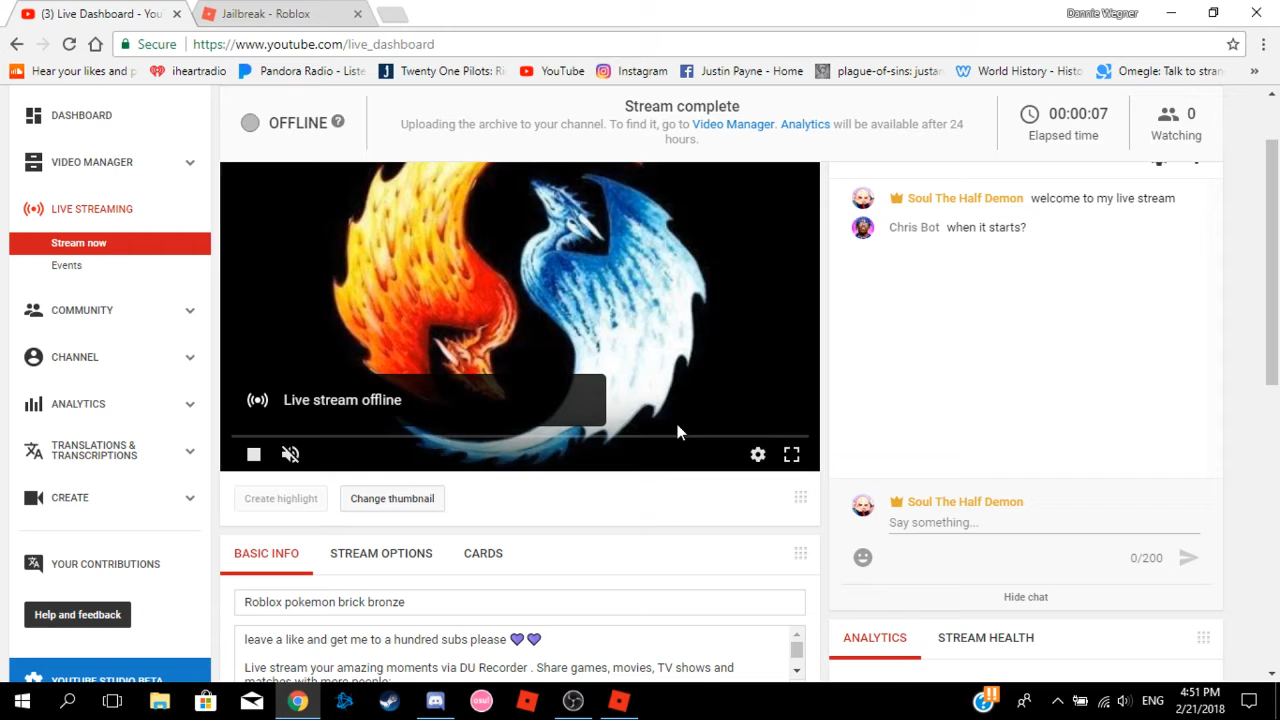 (3) Live Dashboard - You
Jailbreak - Roblox
Dannie Wegner
Secure
https://www.youtube.com/live_dashboard
Hear your likes and p
iheartradio
Pandora Radio - Liste
Twenty One Pilots: Ri
YouTube
Instagram
Justin Payne - Home
plague-of-sins: justan
World History - Histo
Omegle: Talk to stran
»
DASHBOARD
VIDEO MANAGER
LIVE STREAMING
Stream now
Events
COMMUNITY
CHANNEL
ANALYTICS
TRANSLATIONS &
TRANSCRIPTIONS
CREATE
YOUR CONTRIBUTIONS
Help and feedback
YOUTUBE STUDIO BETA
OFFLINE ?
Stream complete
Uploading the archive to your channel. To find it, go to Video Manager. Analytics will be available after 24
hours.
00:00:07
Elapsed time
0
Watching
Live stream offline
Create highlight
Change thumbnail
BASIC INFO
STREAM OPTIONS
CARDS
Roblox pokemon brick bronze
leave a like and get me to a hundred subs please 💜💜
Live stream your amazing moments via DU Recorder . Share games, movies, TV shows and
matches with more people:
Soul The Half Demon welcome to my live stream
Chris Bot when it starts?
Soul The Half Demon
Say something...
0/200
Hide chat
ANALYTICS
STREAM HEALTH
osu!
ENG
4:51 PM
2/21/2018